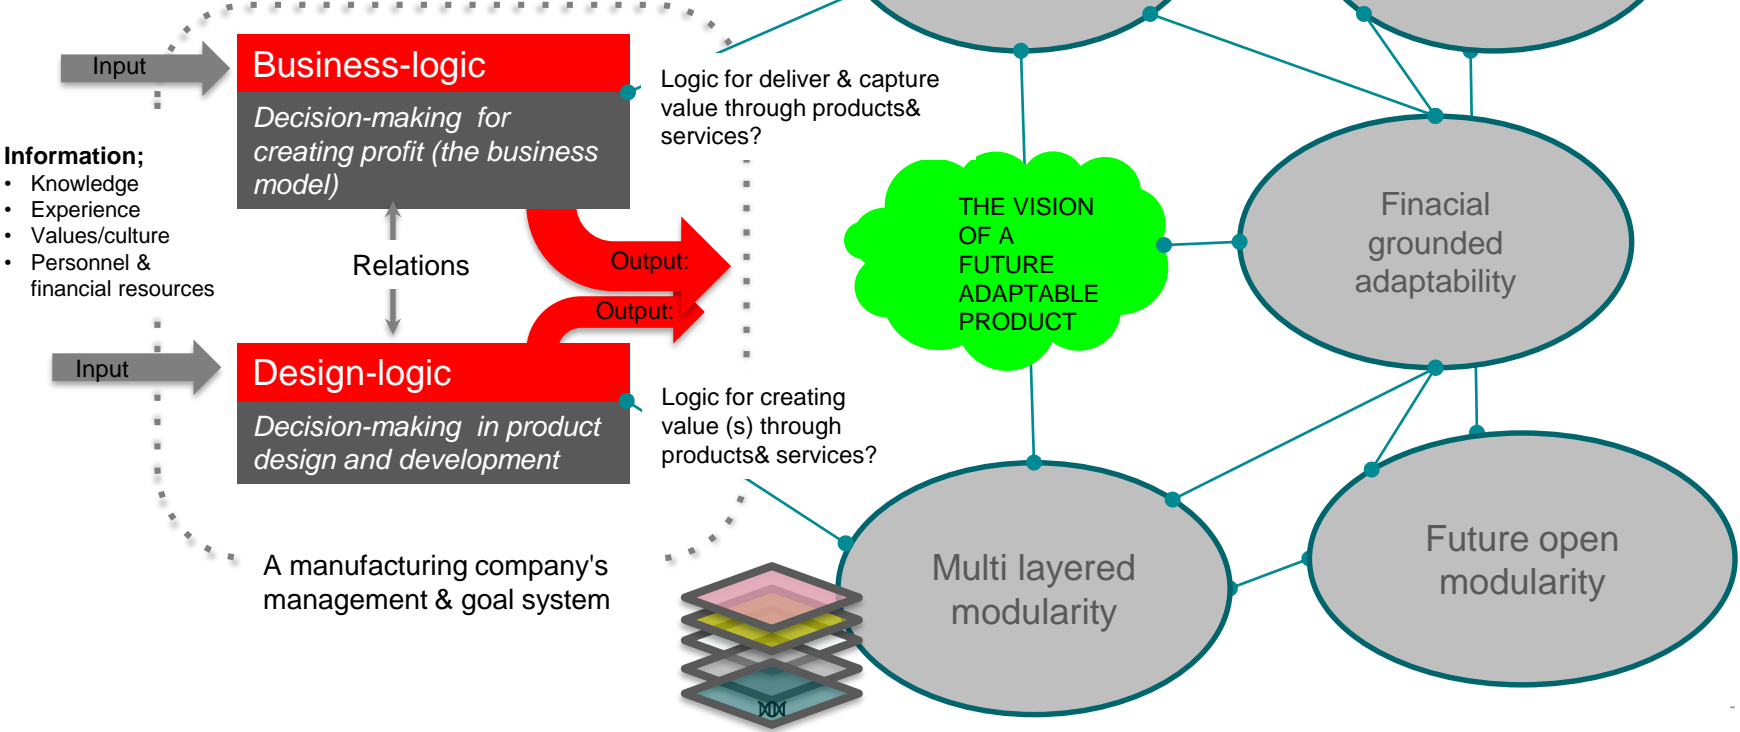 Input
Business-logic
Decision-making  for
creating profit (the business
model)
Logic for deliver & capture
value through products&
services?
Information;
• Knowledge
• Experience
• Values/culture
• Personnel &
financial resources
Relations
Output:
Output:
Input
Design-logic
Decision-making  in product
design and development
Logic for creating
value (s) through
products& services?
A manufacturing company's
management & goal system
THE VISION
OF A
FUTURE
ADAPTABLE
PRODUCT
Finacial
grounded
adaptability
Multi layered
modularity
Future open
modularity